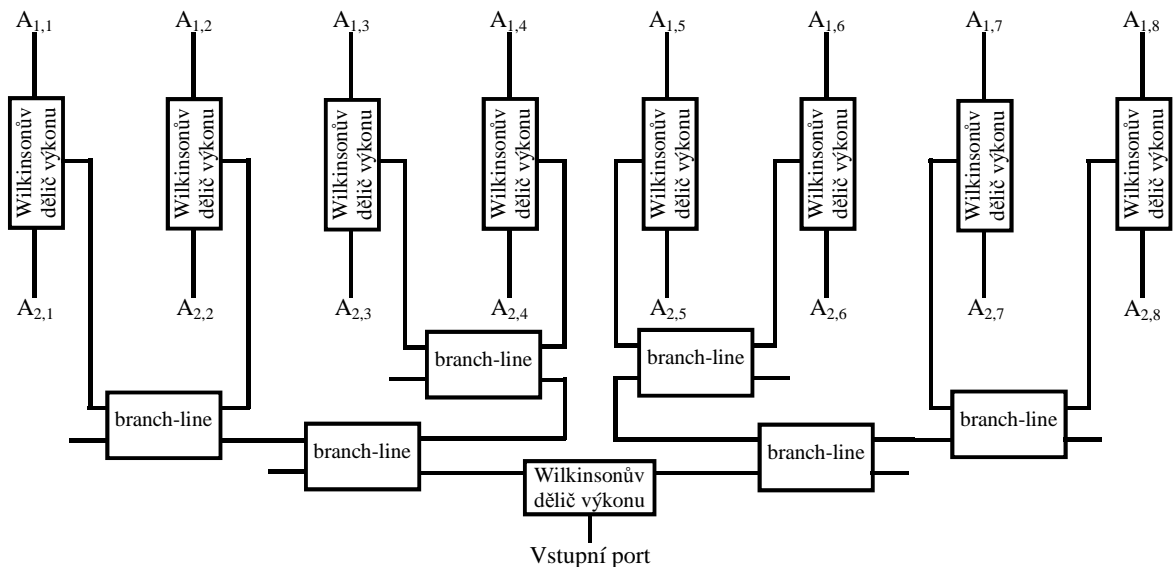 A1,1 A1,2 A1,3 A1,4 A1,5 A1,6 A1,7 A1,8
Wilkinsonův
dělič výkonu
Wilkinsonův
dělič výkonu
Wilkinsonův
dělič výkonu
Wilkinsonův
dělič výkonu
Wilkinsonův
dělič výkonu
Wilkinsonův
dělič výkonu
Wilkinsonův
dělič výkonu
Wilkinsonův
dělič výkonu
A2,1 A2,2 A2,3 A2,4 A2,5 A2,6 A2,7 A2,8
branch-line
branch-line
branch-line
branch-line
branch-line
branch-line
Wilkinsonův
dělič výkonu
Vstupní port